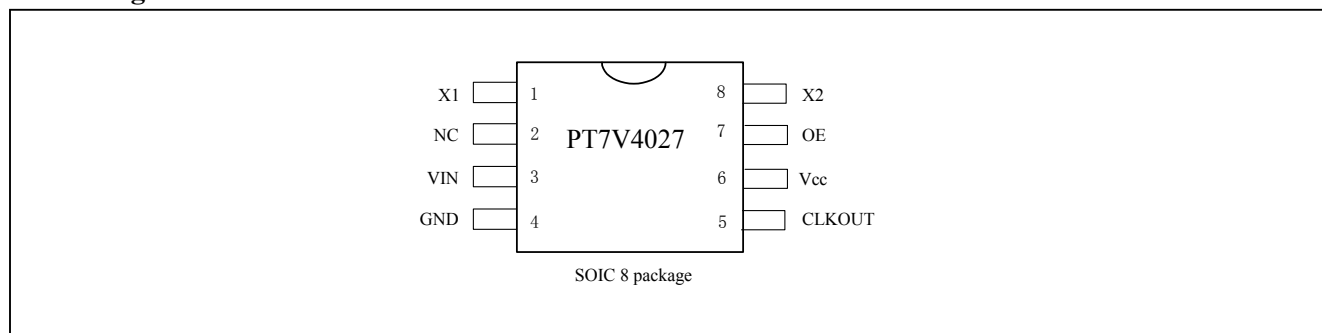 X1 1 8 X2
NC 2 PT7V4027 7 OE
VIN 3 6 Vcc
GND 4 5 CLKOUT
SOIC 8 package